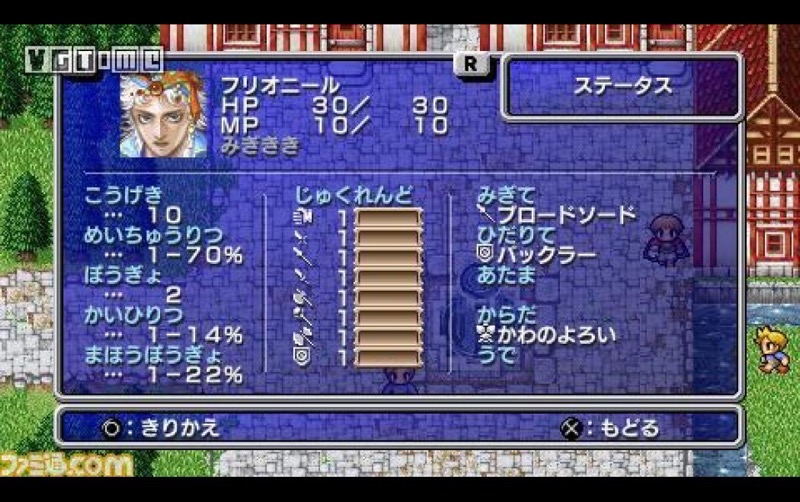 VGTIME
R
ステータス
フリオニール
HP 30/ 30
MP 10/ 10
みぎきき
こうげき
… 10
めいちゅうりつ
… 1-70%
ぼうぎょ
… 2
かいひりつ
… 1-14%
まほうぼうぎょ
… 1-22%
じゅくれんど
1
1
1
1
1
1
1
1
みぎて
ブロードソード
ひだりて
バックラー
あたま
からだ
かわのよろい
うで
○:きりかえ
×:もどる
ファミ通.com